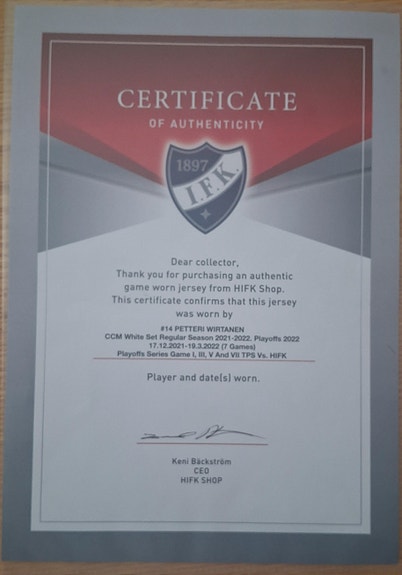 CERTIFICATE
OF AUTHENTICITY
1897
I.F.K.
Dear collector,
Thank you for purchasing an authentic
game worn jersey from HIFK Shop.
This certificate confirms that this jersey
was worn by
#14 PETTERI WIRTANEN
CCM White Set Regular Season 2021-2022, Playoffs 2022
17.12.2021-19.3.2022 (7 Games)
Playoffs Series Game I, III, V And VII TPS Vs. HIFK
Player and date(s) worn.
Keni Bäckström
CEO
HIFK SHOP